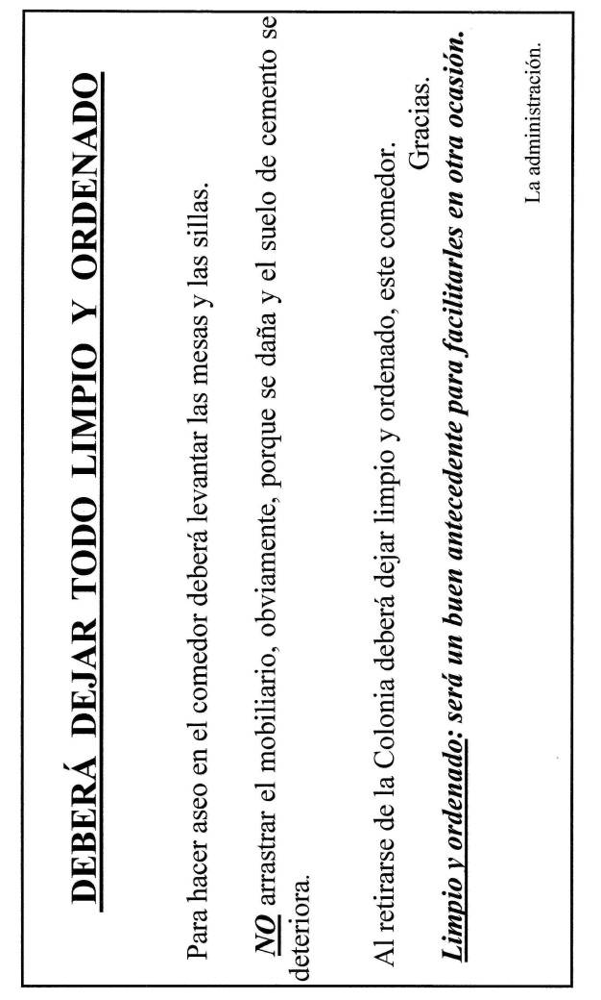 DEBERÁ DEJAR TODO LIMPIO Y ORDENADO
Para hacer aseo en el comedor deberá levantar las mesas y las sillas.
NO arrastrar el mobiliario, obviamente, porque se daña y el suelo de cemento se
deteriora.
Al retirarse de la Colonia deberá dejar limpio y ordenado, este comedor.
Gracias.
Limpio y ordenado: será un buen antecedente para facilitarles en otra ocasión.
La administración.